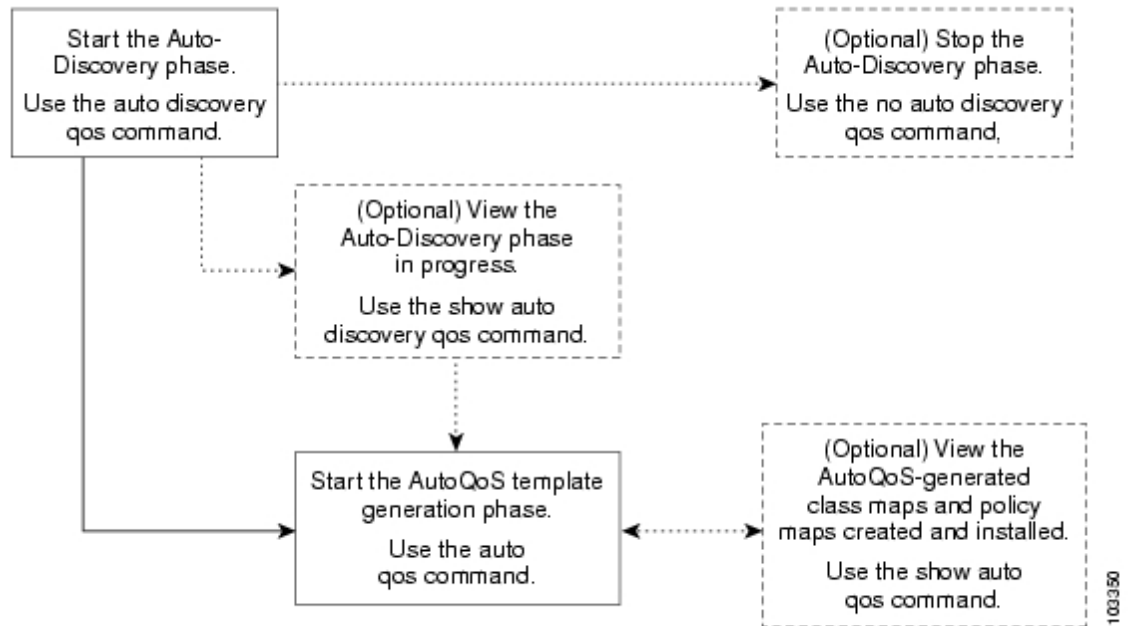 Start the Auto-
Discovery phase.
Use the auto discovery
qos command.
(Optional) Stop the
Auto-Discovery phase.
Use the no auto discovery
qos command,
(Optional) View the
Auto-Discovery phase
in progress.
Use the show auto
discovery qos command.
Start the AutoQoS template
generation phase.
Use the auto
qos command.
(Optional) View the
AutoQoS-generated
class maps and policy
maps created and installed.
Use the show auto
qos command.
103350